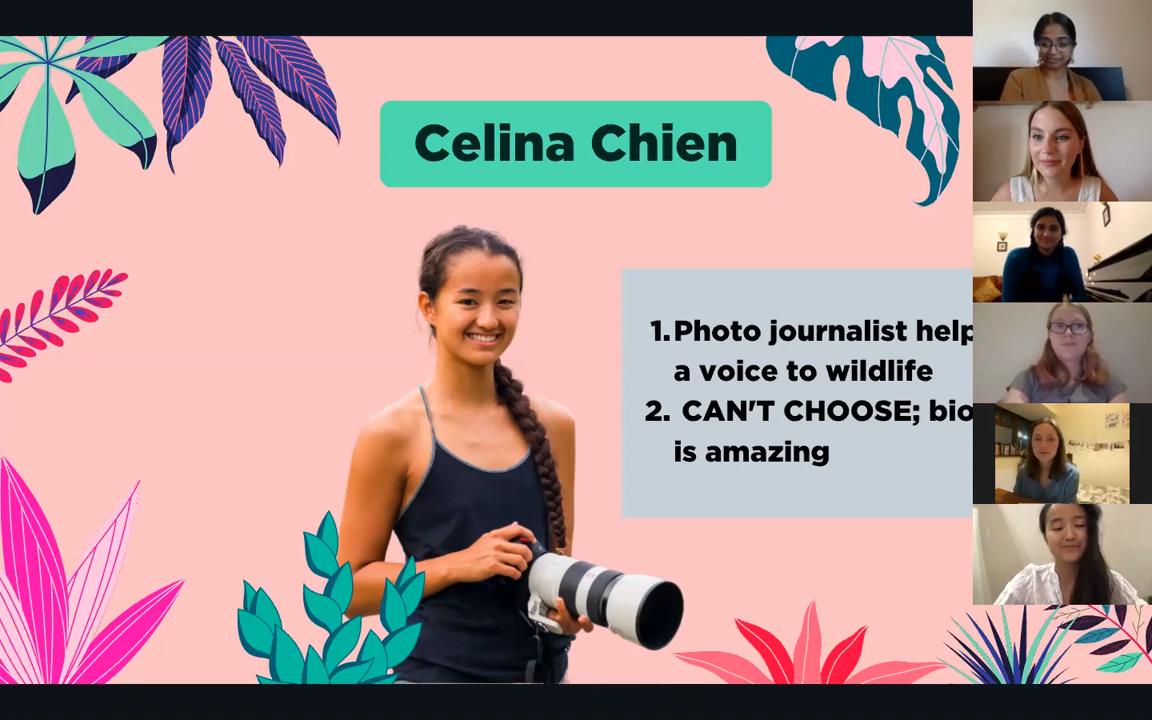 Celina Chien
1. Photo journalist help
a voice to wildlife
2. CAN'T CHOOSE; bio
is amazing